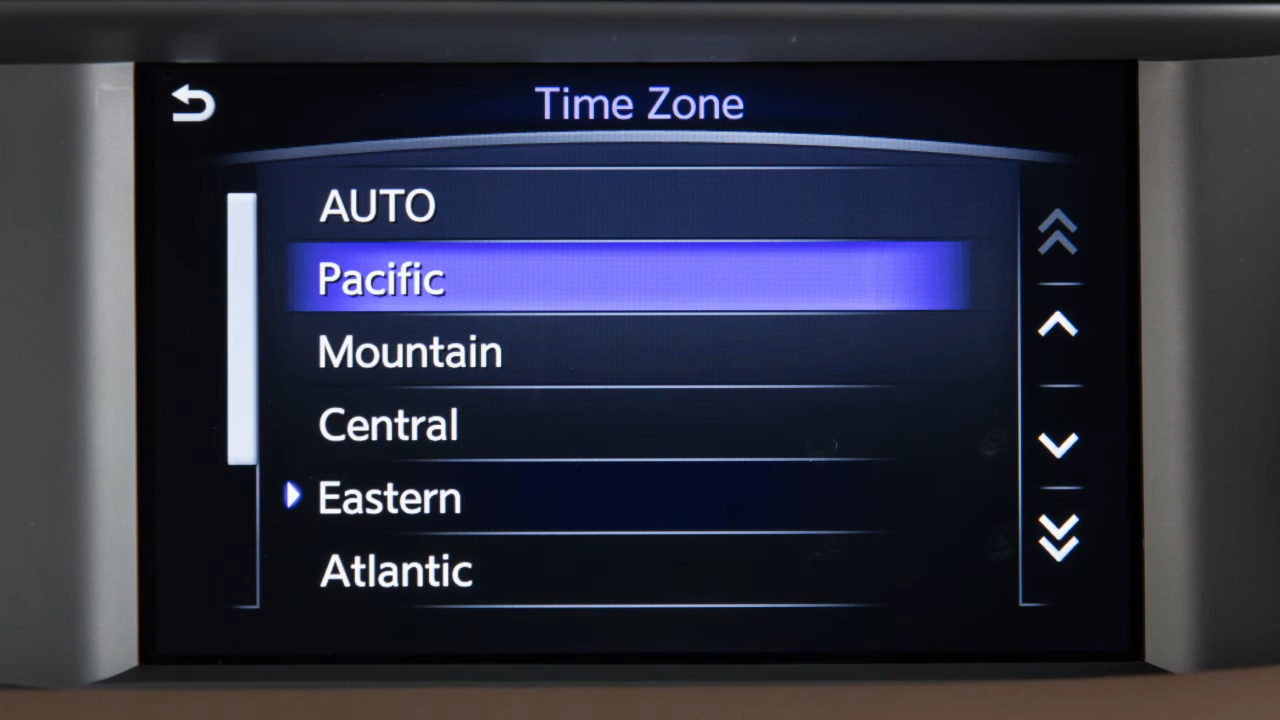 Time Zone
AUTO
Pacific
Mountain
Central
Eastern
Atlantic